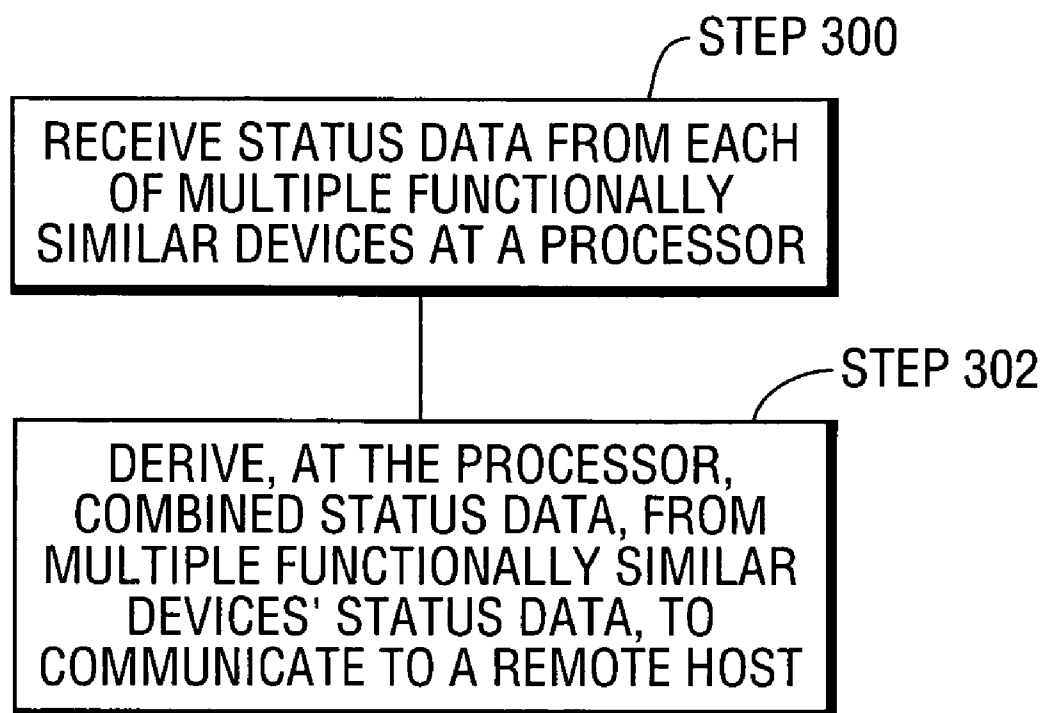 STEP 300
RECEIVE STATUS DATA FROM EACH
OF MULTIPLE FUNCTIONALLY
SIMILAR DEVICES AT A PROCESSOR
STEP 302
DERIVE, AT THE PROCESSOR,
COMBINED STATUS DATA, FROM
MULTIPLE FUNCTIONALLY SIMILAR
DEVICES' STATUS DATA, TO
COMMUNICATE TO A REMOTE HOST